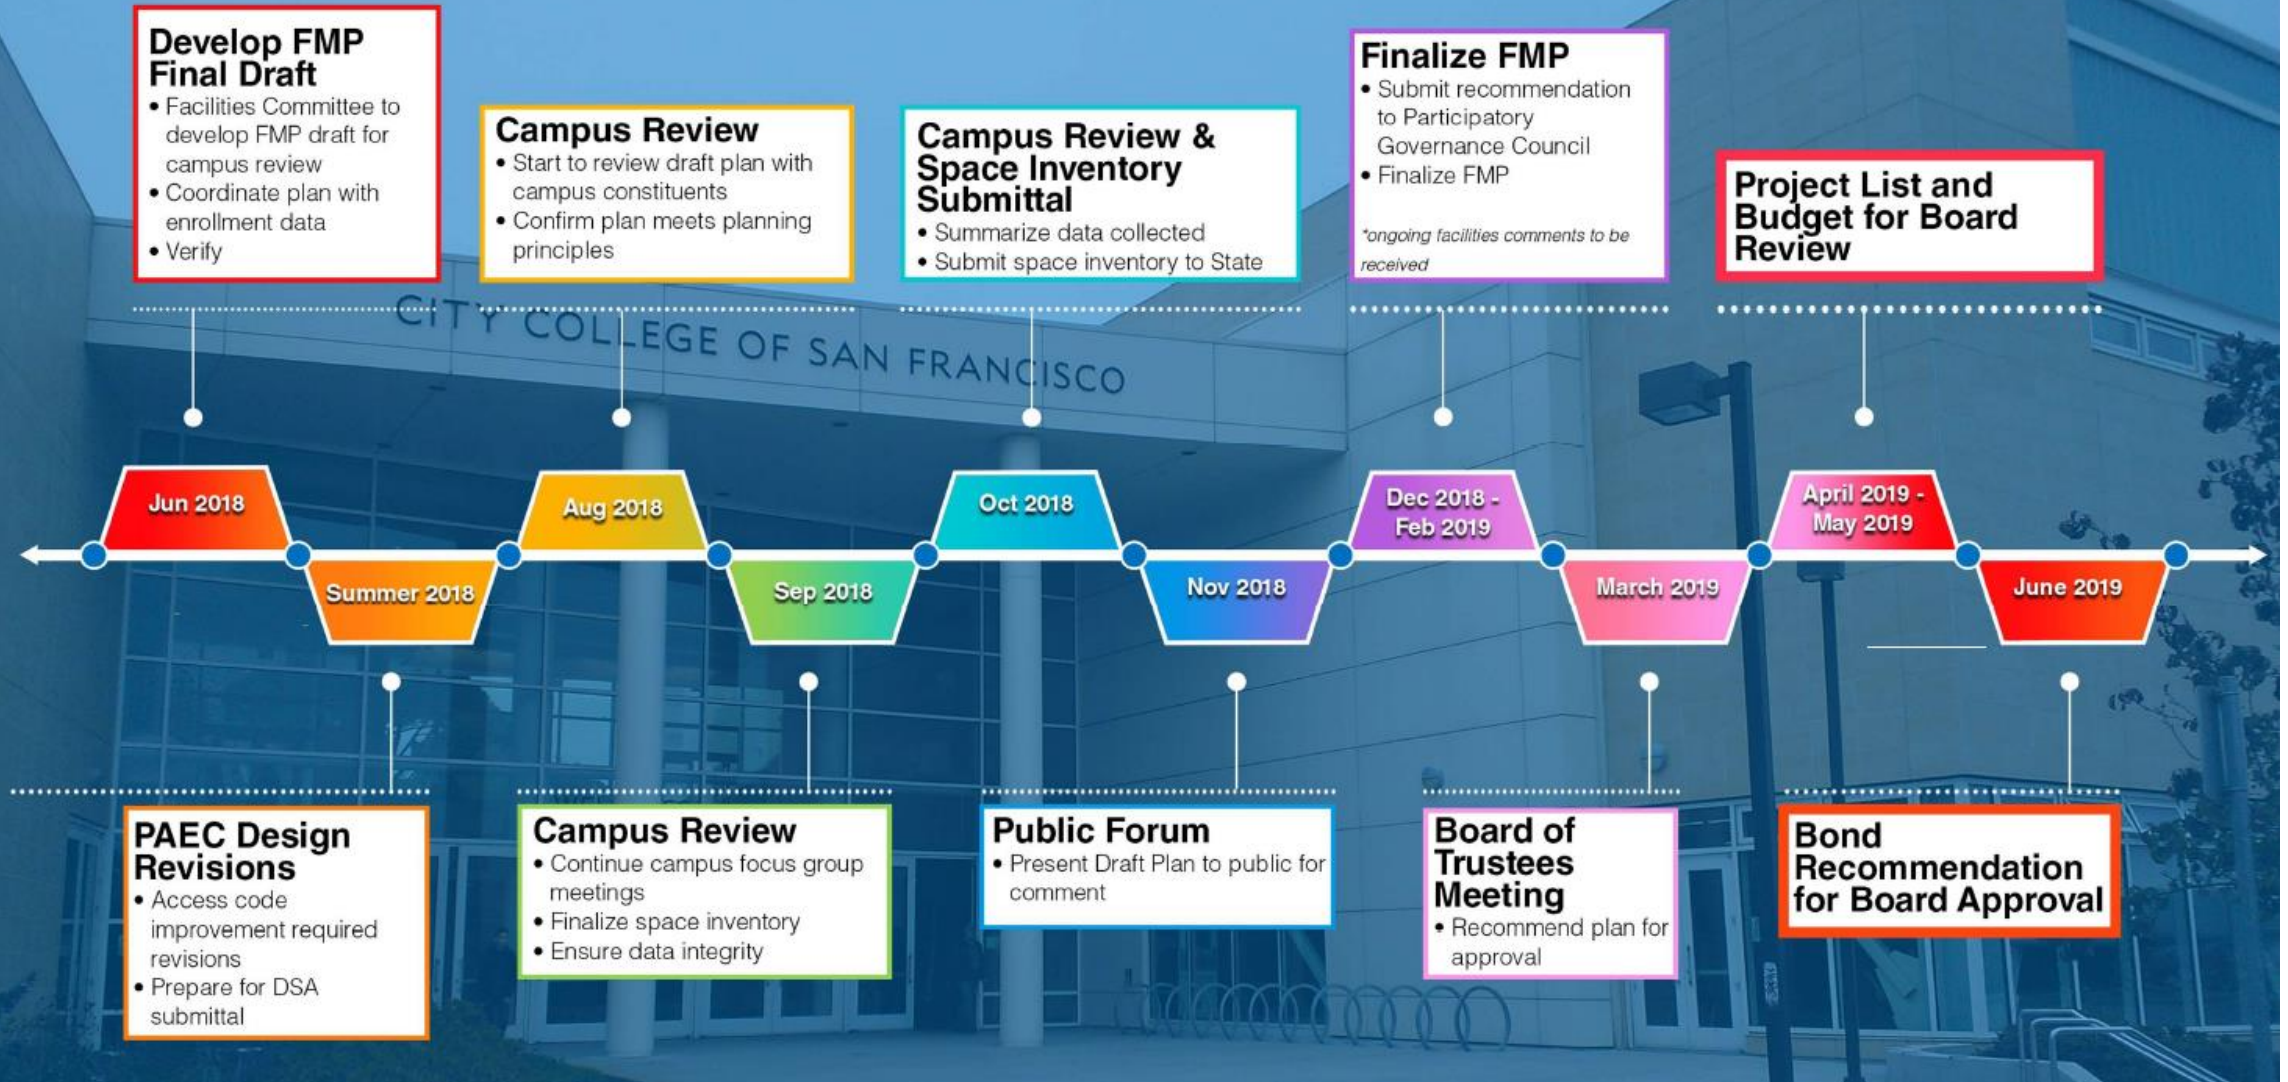 Develop FMP
Final Draft
• Facilities Committee to
develop FMP draft for
campus review
• Coordinate plan with
enrollment data
• Verify
Campus Review
• Start to review draft plan with
campus constituents
• Confirm plan meets planning
principles
Campus Review &
Space Inventory
Submittal
• Summarize data collected
• Submit space inventory to State
Finalize FMP
• Submit recommendation
to Participatory
Governance Council
• Finalize FMP
*ongoing facilities comments to be
received
Project List and
Budget for Board
Review
CITY COLLEGE OF SAN FRANCISCO
Jun 2018
Summer 2018
Aug 2018
Sep 2018
Oct 2018
Nov 2018
Dec 2018 -
Feb 2019
March 2019
April 2019 -
May 2019
June 2019
PAEC Design
Revisions
• Access code
improvement required
revisions
• Prepare for DSA
submittal
Campus Review
• Continue campus focus group
meetings
• Finalize space inventory
• Ensure data integrity
Public Forum
• Present Draft Plan to public for
comment
Board of
Trustees
Meeting
• Recommend plan for
approval
Bond
Recommendation
for Board Approval